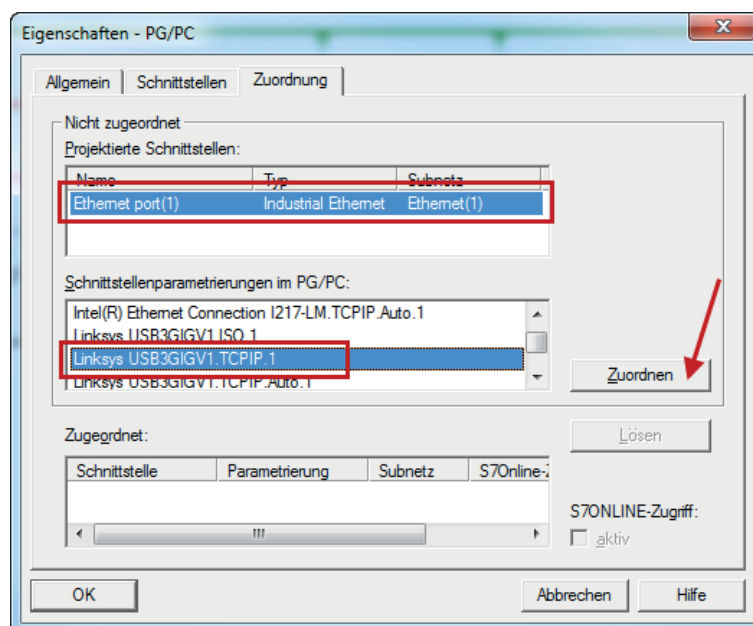 Eigenschaften - PG/PC
Allgemein Schnittstellen Zuordnung
Nicht zugeordnet
Projektierte Schnittstellen:
Name Typ Subnetz
Ethernet port(1) Industrial Ethernet Ethernet(1)
Schnittstellenparametrierungen im PG/PC:
Intel(R) Ethernet Connection I217-LM.TCPIP.Auto.1
Linksys USB3GIGV1.ISO.1
Linksys USB3GIGV1.TCPIP.1
Linksys USB3GIGV1.TCPIP.Auto.1
Zuordnen
Zugeordnet:
Lösen
Schnittstelle Parametrierung Subnetz S7Online-
S7ONLINE-Zugriff:
aktiv
OK Abbrechen Hilfe